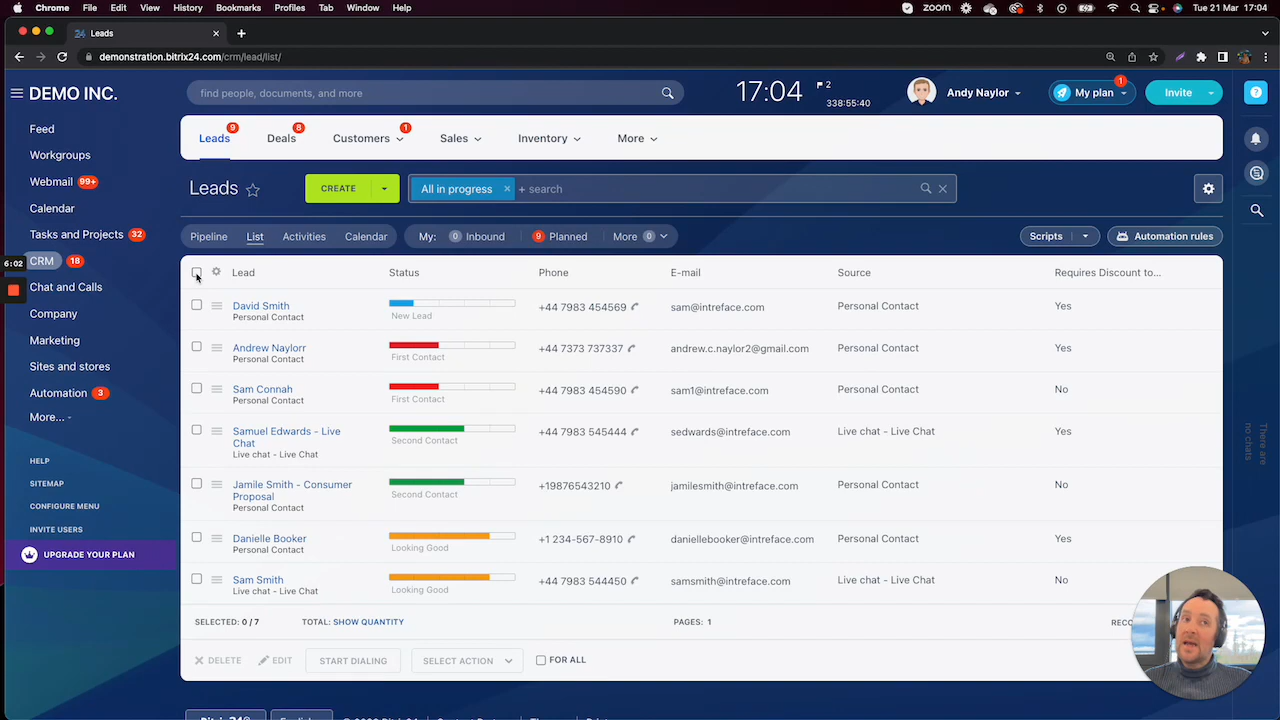 Chrome File Edit View History Bookmarks Profiles Tab Window Help zoom Tue 21 Mar 17:04
24 Leads
demonstration.bitrix24.com/crm/lead/list/
DEMO INC.
find people, documents, and more
17:04
2
338:55:40
Andy Naylor
My plan
1
Invite
Feed
Workgroups
Webmail 99+
Calendar
Tasks and Projects 32
6:02
CRM 18
Chat and Calls
Company
Marketing
Sites and stores
Automation 3
More...
HELP
SITEMAP
CONFIGURE MENU
INVITE USERS
UPGRADE YOUR PLAN
Leads 9
Deals 8
Customers 1
Sales
Inventory
More
Leads
CREATE
All in progress
+ search
Pipeline List Activities Calendar
My: 0 Inbound 9 Planned More 0
Scripts
Automation rules
Lead Status Phone E-mail Source Requires Discount to...
David Smith
Personal Contact
New Lead
+44 7983 454569
sam@intreface.com
Personal Contact
Yes
Andrew Naylorr
Personal Contact
First Contact
+44 7373 737337
andrew.c.naylor2@gmail.com
Personal Contact
Yes
Sam Connah
Personal Contact
First Contact
+44 7983 454590
sam1@intreface.com
Personal Contact
No
Samuel Edwards - Live
Chat
Live chat - Live Chat
Second Contact
+44 7983 545444
sedwards@intreface.com
Live chat - Live Chat
Yes
Jamile Smith - Consumer
Proposal
Personal Contact
Second Contact
+19876543210
jamilesmith@intreface.com
Personal Contact
No
Danielle Booker
Personal Contact
Looking Good
+1 234-567-8910
daniellebooker@intreface.com
Personal Contact
Yes
Sam Smith
Live chat - Live Chat
Looking Good
+44 7983 544450
samsmith@intreface.com
Live chat - Live Chat
No
SELECTED: 0 / 7
TOTAL: SHOW QUANTITY
PAGES: 1
DELETE
EDIT
START DIALING
SELECT ACTION
FOR ALL
There are
no chats